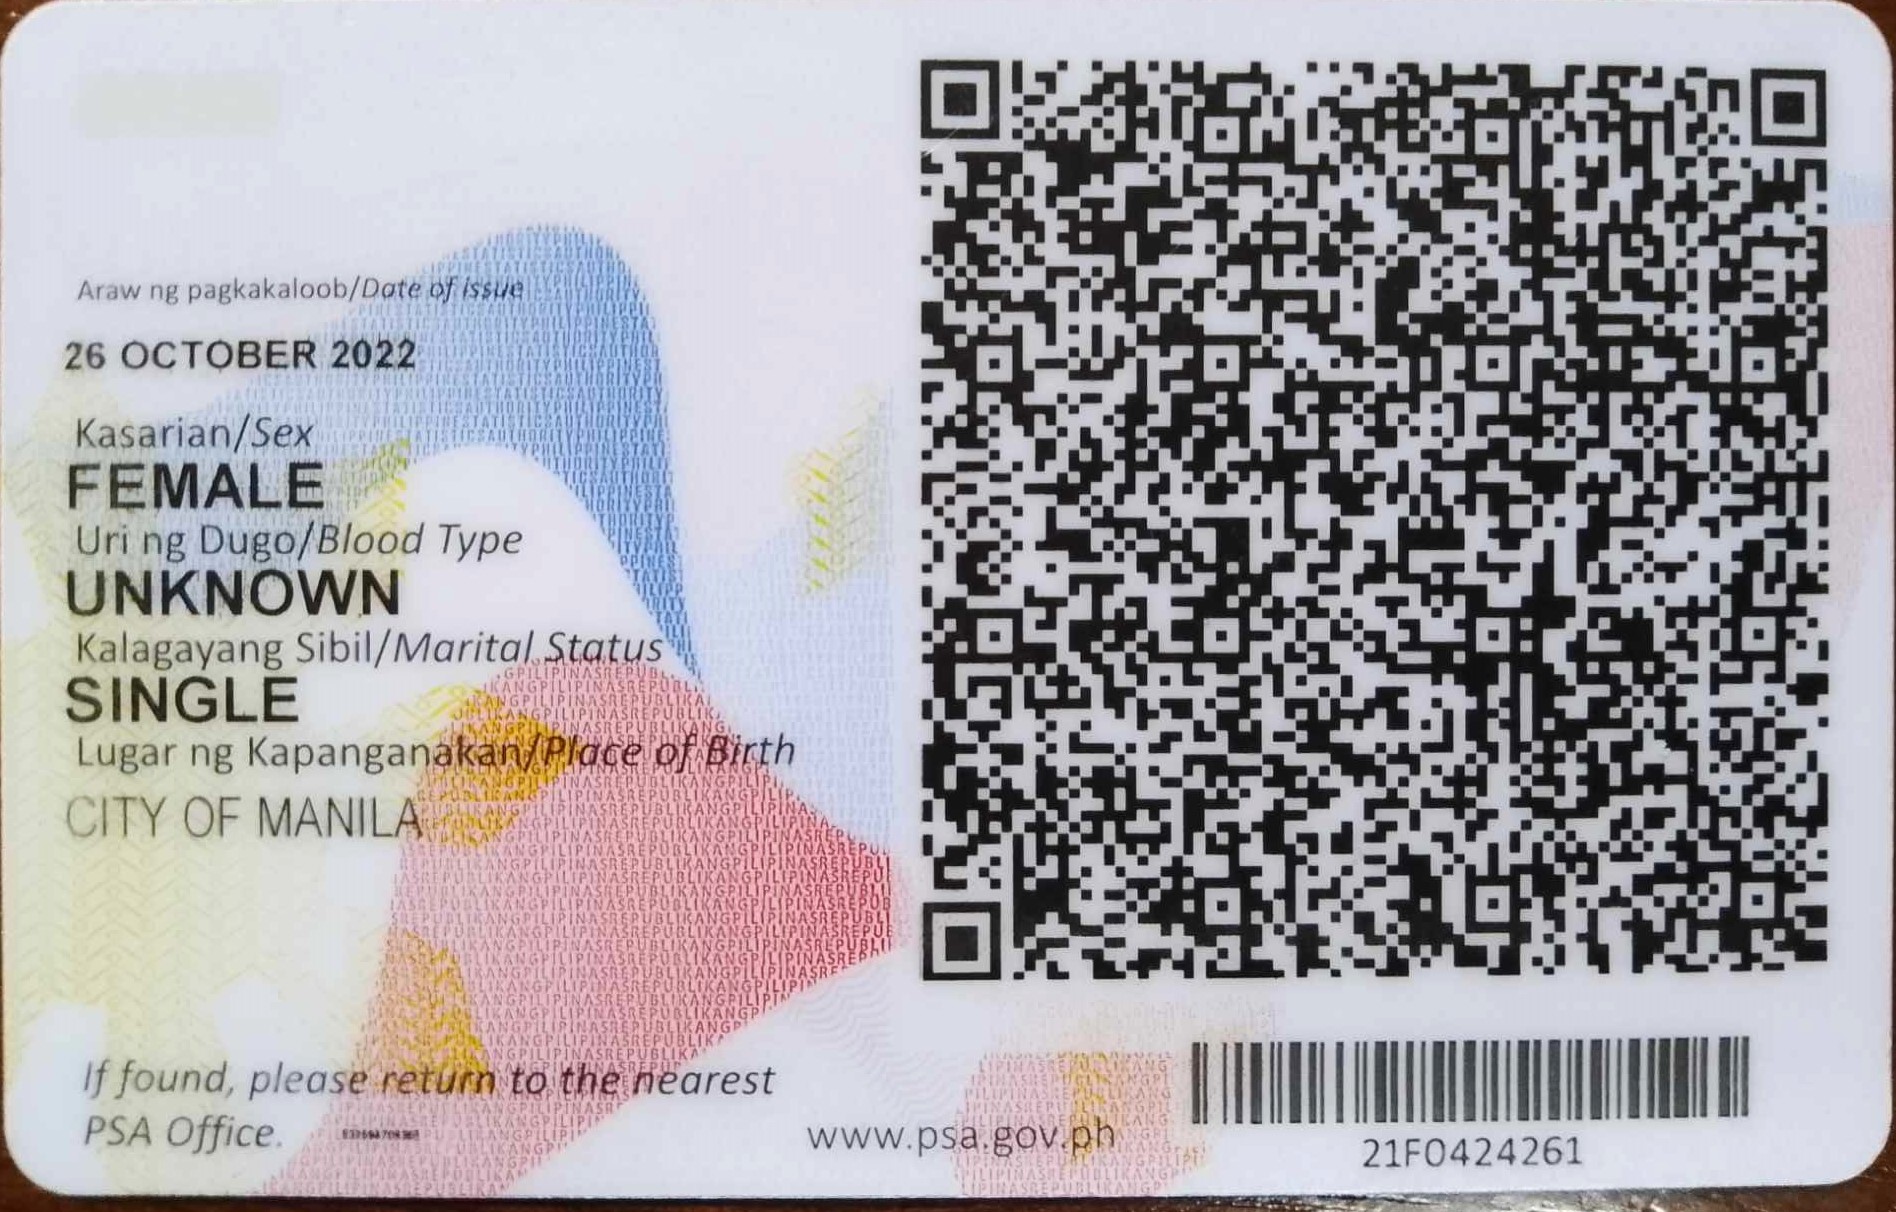 Araw ng pagkakaloob/Date of issue
26 OCTOBER 2022
Kasarian/Sex
FEMALE
Uri ng Dugo/Blood Type
UNKNOWN
Kalagayang Sibil/Marital Status
SINGLE
Lugar ng Kapanganakan/Place of Birth
CITY OF MANILA
If found, please return to the nearest
PSA Office.
www.psa.gov.ph
21F0424261